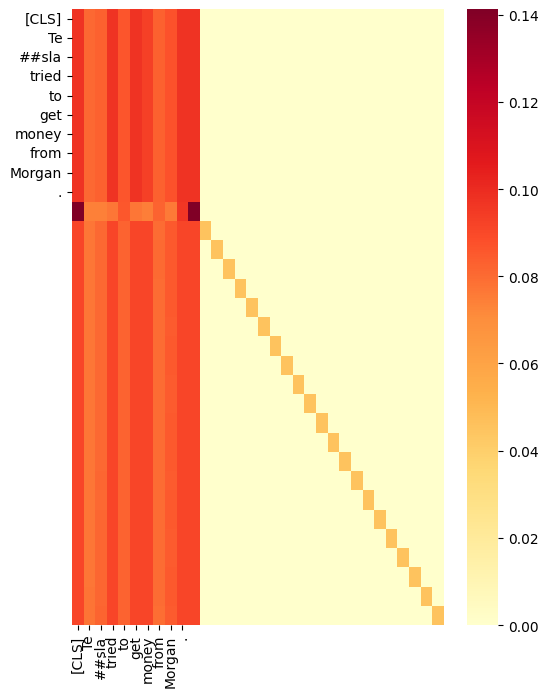 [CLS]
Te
##sla
tried
to
get
money
from
Morgan
.
[CLS]
Te
##sla
tried
to
get
money
from
Morgan
.
0.14
0.12
0.10
0.08
0.06
0.04
0.02
0.00